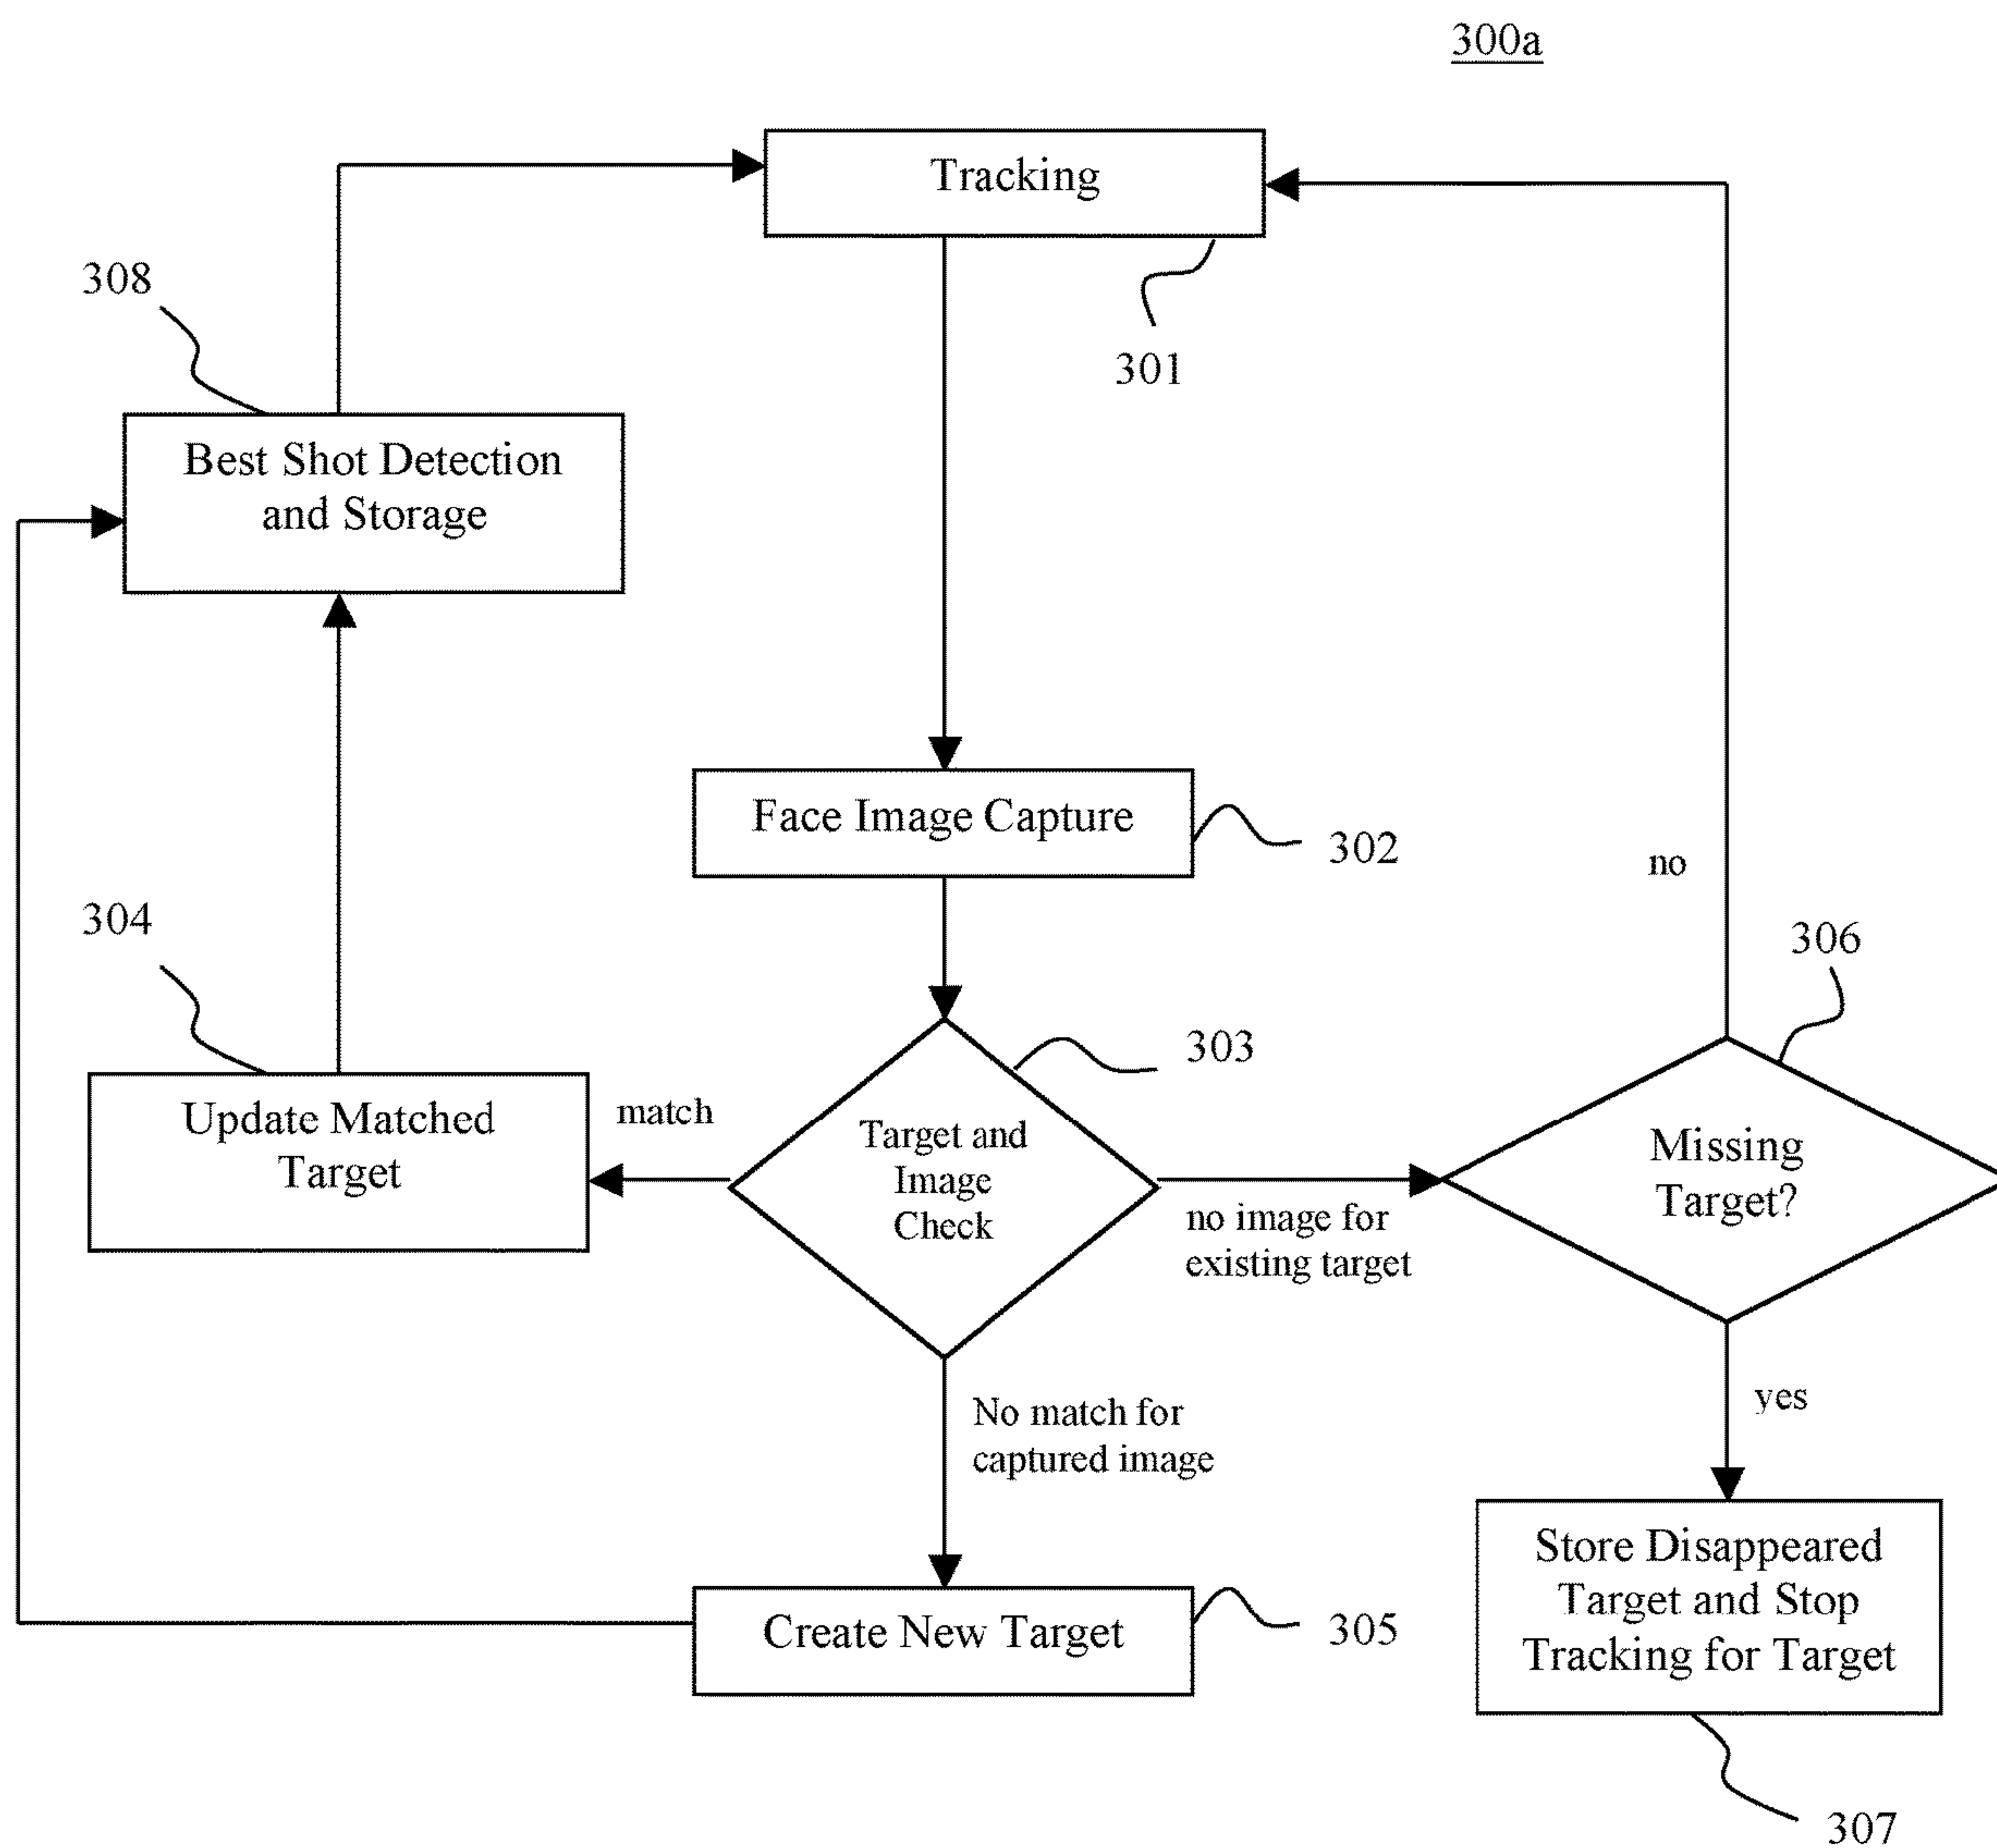 300a
Tracking
301
308
Best Shot Detection
and Storage
Face Image Capture
302
no
304
306
303
Update Matched
Target
match
Target and
Image
Check
no image for
existing target
Missing
Target?
No match for
captured image
yes
Create New Target
305
Store Disappeared
Target and Stop
Tracking for Target
307